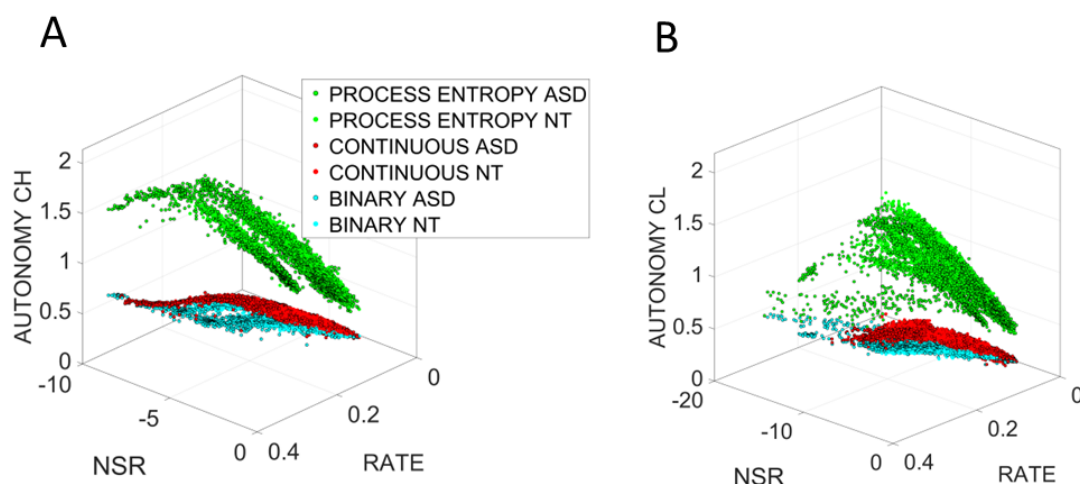 A
PROCESS ENTROPY ASD
PROCESS ENTROPY NT
CONTINUOUS ASD
CONTINUOUS NT
BINARY ASD
BINARY NT
AUTONOMY CH
2
1.5
1
0.5
0
-10
-5
0
0.4
0.2
0
NSR
RATE
B
AUTONOMY CL
2
1.5
1
0.5
0
-20
-10
0
0.4
0.2
0
NSR
RATE